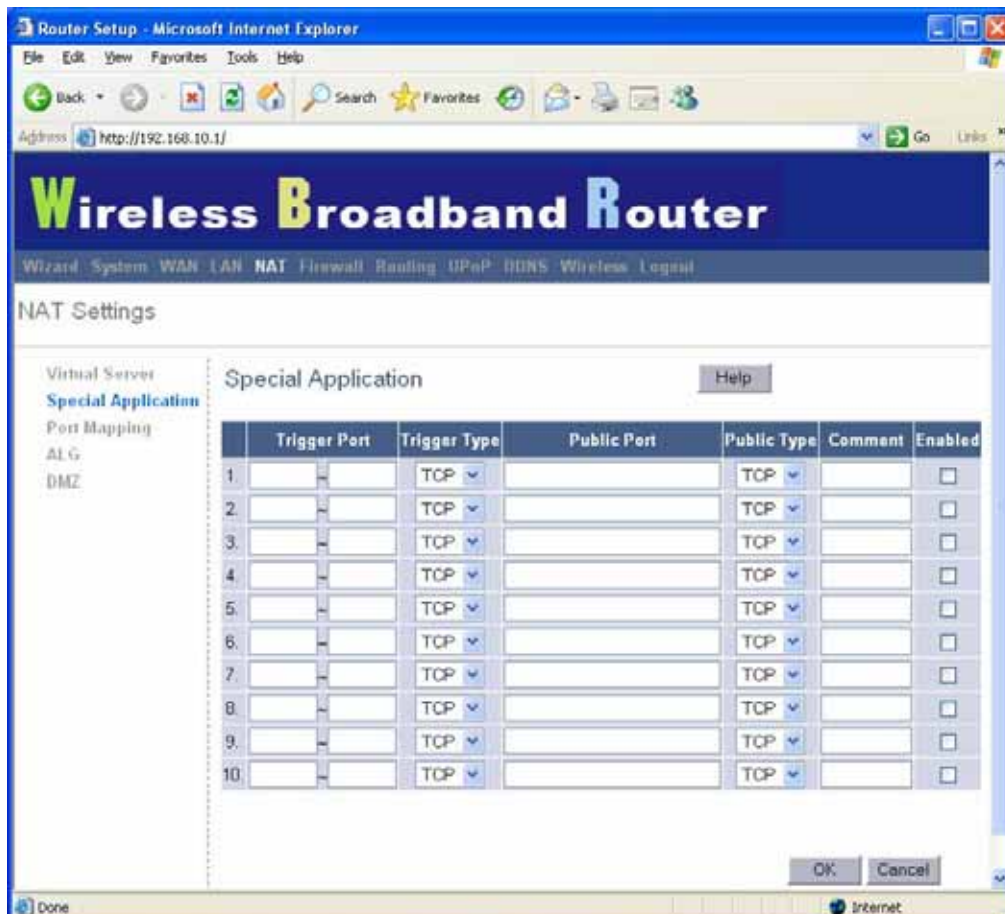 Router Setup - Microsoft Internet Explorer
File Edit View Favorites Tools Help
Back Search Favorites
Address http://192.168.10.1/ Go Links
Wireless Broadband Router
Wizard System WAN LAN NAT Firewall Routing UPnP DDNS Wireless Logout
NAT Settings
Virtual Server
Special Application
Port Mapping
ALG
DMZ
Special Application Help
Trigger Port Trigger Type Public Port Public Type Comment Enabled
1. ~ TCP TCP
2. ~ TCP TCP
3. ~ TCP TCP
4. ~ TCP TCP
5. ~ TCP TCP
6. ~ TCP TCP
7. ~ TCP TCP
8. ~ TCP TCP
9. ~ TCP TCP
10. ~ TCP TCP
OK Cancel
Done Internet